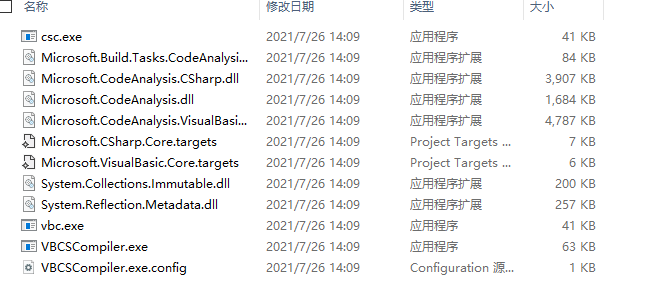 名称 修改日期 类型 大小
csc.exe 2021/7/26 14:09 应用程序 41 KB
Microsoft.Build.Tasks.CodeAnalysi... 2021/7/26 14:09 应用程序扩展 84 KB
Microsoft.CodeAnalysis.CSharp.dll 2021/7/26 14:09 应用程序扩展 3,907 KB
Microsoft.CodeAnalysis.dll 2021/7/26 14:09 应用程序扩展 1,684 KB
Microsoft.CodeAnalysis.VisualBasi... 2021/7/26 14:09 应用程序扩展 4,787 KB
Microsoft.CSharp.Core.targets 2021/7/26 14:09 Project Targets ... 7 KB
Microsoft.VisualBasic.Core.targets 2021/7/26 14:09 Project Targets ... 6 KB
System.Collections.Immutable.dll 2021/7/26 14:09 应用程序扩展 200 KB
System.Reflection.Metadata.dll 2021/7/26 14:09 应用程序扩展 257 KB
vbc.exe 2021/7/26 14:09 应用程序 41 KB
VBCSCompiler.exe 2021/7/26 14:09 应用程序 63 KB
VBCSCompiler.exe.config 2021/7/26 14:09 Configuration 源... 1 KB